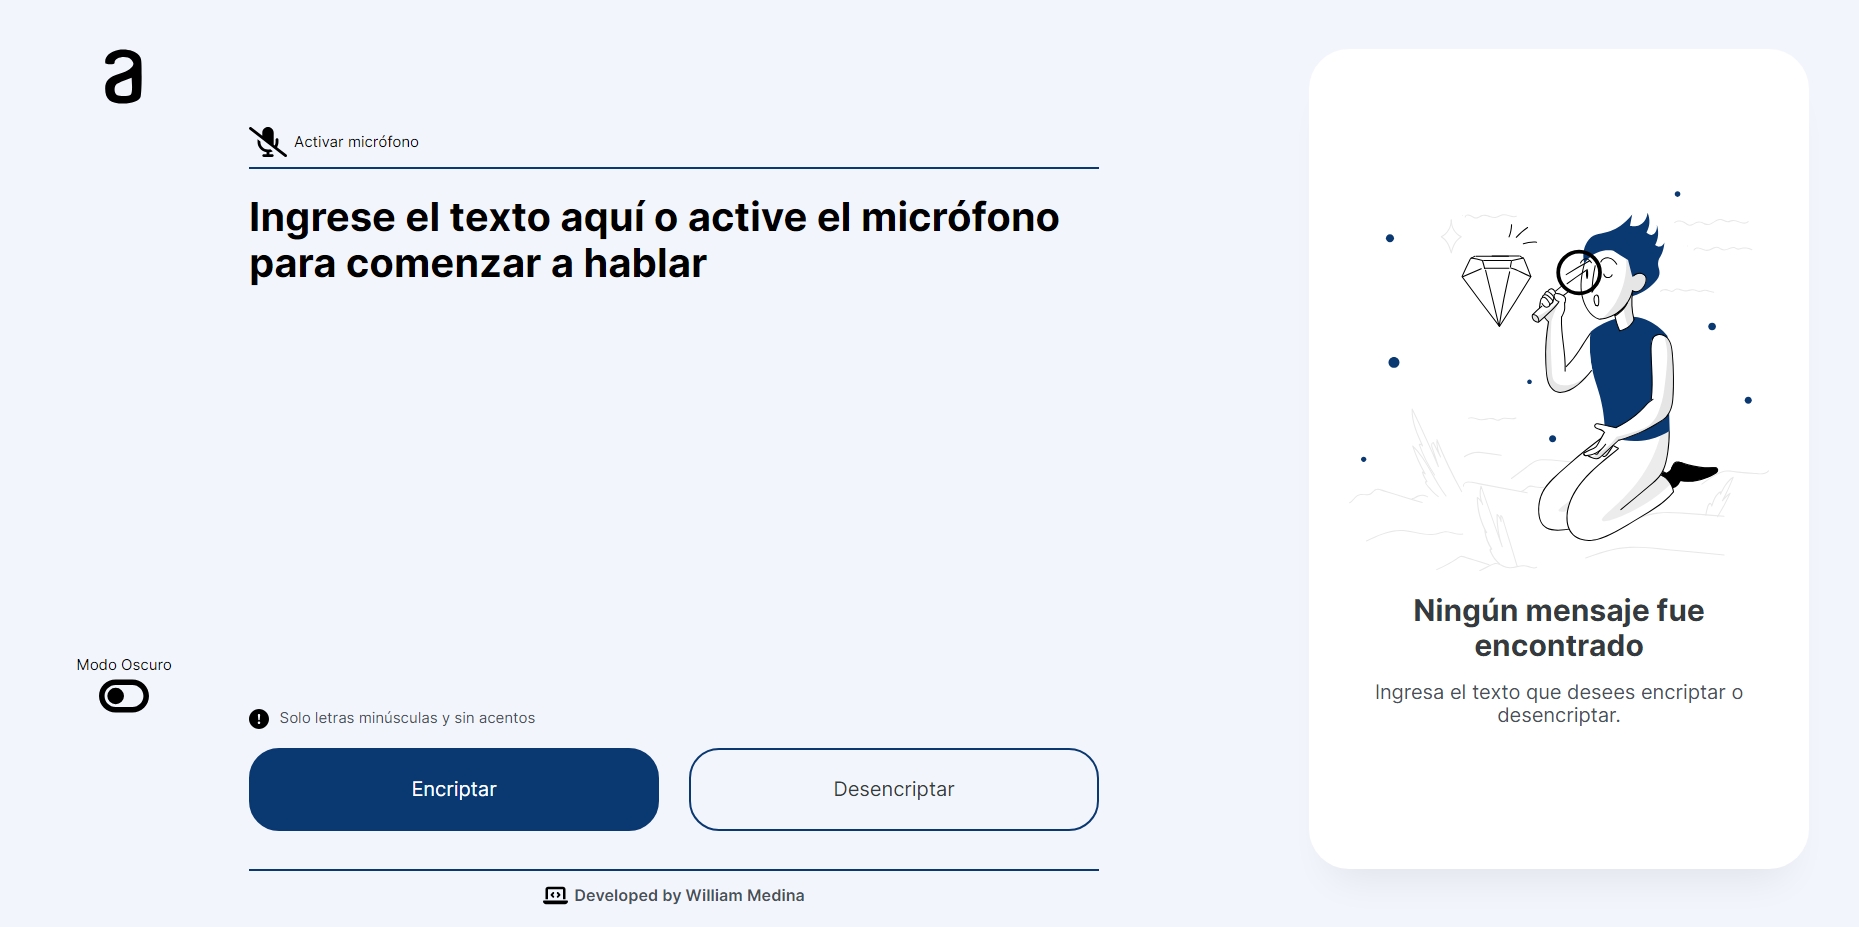 a
Activar micrófono
Ingrese el texto aquí o active el micrófono
para comenzar a hablar
Modo Oscuro
Solo letras minúsculas y sin acentos
Encriptar
Desencriptar
Developed by William Medina
Ningún mensaje fue
encontrado
Ingresa el texto que desees encriptar o
desencriptar.